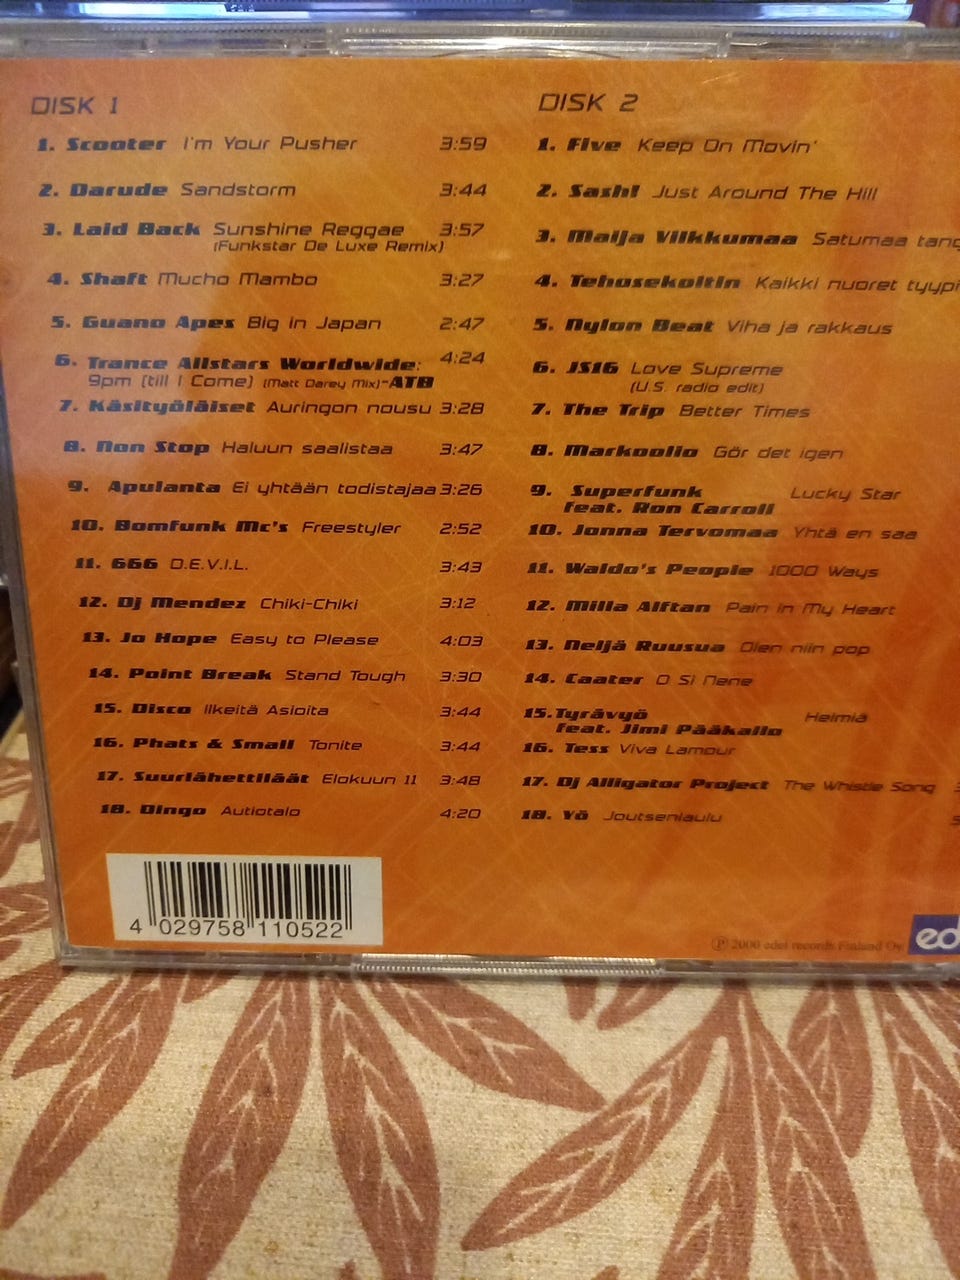 DISK 1
1. Scooter I'm Your Pusher 3:59
2. Darude Sandstorm 3:44
3. Laid Back Sunshine Reggae 3:57
(Funkstar De Luxe Remix)
4. Shaft Mucho Mambo 3:27
5. Guano Apes Big in Japan 2:47
6. Trance Allstars Worldwide: 4:24
9pm (till I Come) (Matt Darey Mix)-ATB
7. Käsityöläiset Auringon nousu 3:28
8. Non Stop Haluun saalistaa 3:47
9. Apulanta Ei yhtään todistajaa 3:26
10. Bomfunk Mc's Freestyler 2:52
11. 666 D.E.V.I.L. 3:43
12. Dj Mendez Chiki-Chiki 3:12
13. Jo Hope Easy to Please 4:03
14. Point Break Stand Tough 3:30
15. Disco Ilkeitä Asioita 3:44
16. Phats & Small Tonite 3:44
17. Suurlähettiläät Elokuun 11 3:48
18. Dingo Autiotalo 4:20
DISK 2
1. Five Keep On Movin'
2. Sash! Just Around The Hill
3. Maija Vilkkumaa Satumaa tang
4. Tehosekoitin Kaikki nuoret tyypi
5. Nylon Beat Viha ja rakkaus
6. JS16 Love Supreme
(U.S. radio edit)
7. The Trip Better Times
8. Markoolio Gör det igen
9. Superfunk Lucky Star
feat. Ron Carroll
10. Jonna Tervomaa Yhtä en saa
11. Waldo's People 1000 Ways
12. Milla Alftan Pain in My Heart
13. Neljä Ruusua Olen niin pop
14. Caater O Si Nene
15. Tyrävyö Helmiä
feat. Jimi Pääkallo
16. Tess Viva Lamour
17. Dj Alligator Project The Whistle Song
18. Yö Joutsenlaulu
4 029758 110522
℗ 2000 edel records Finland Oy
ed